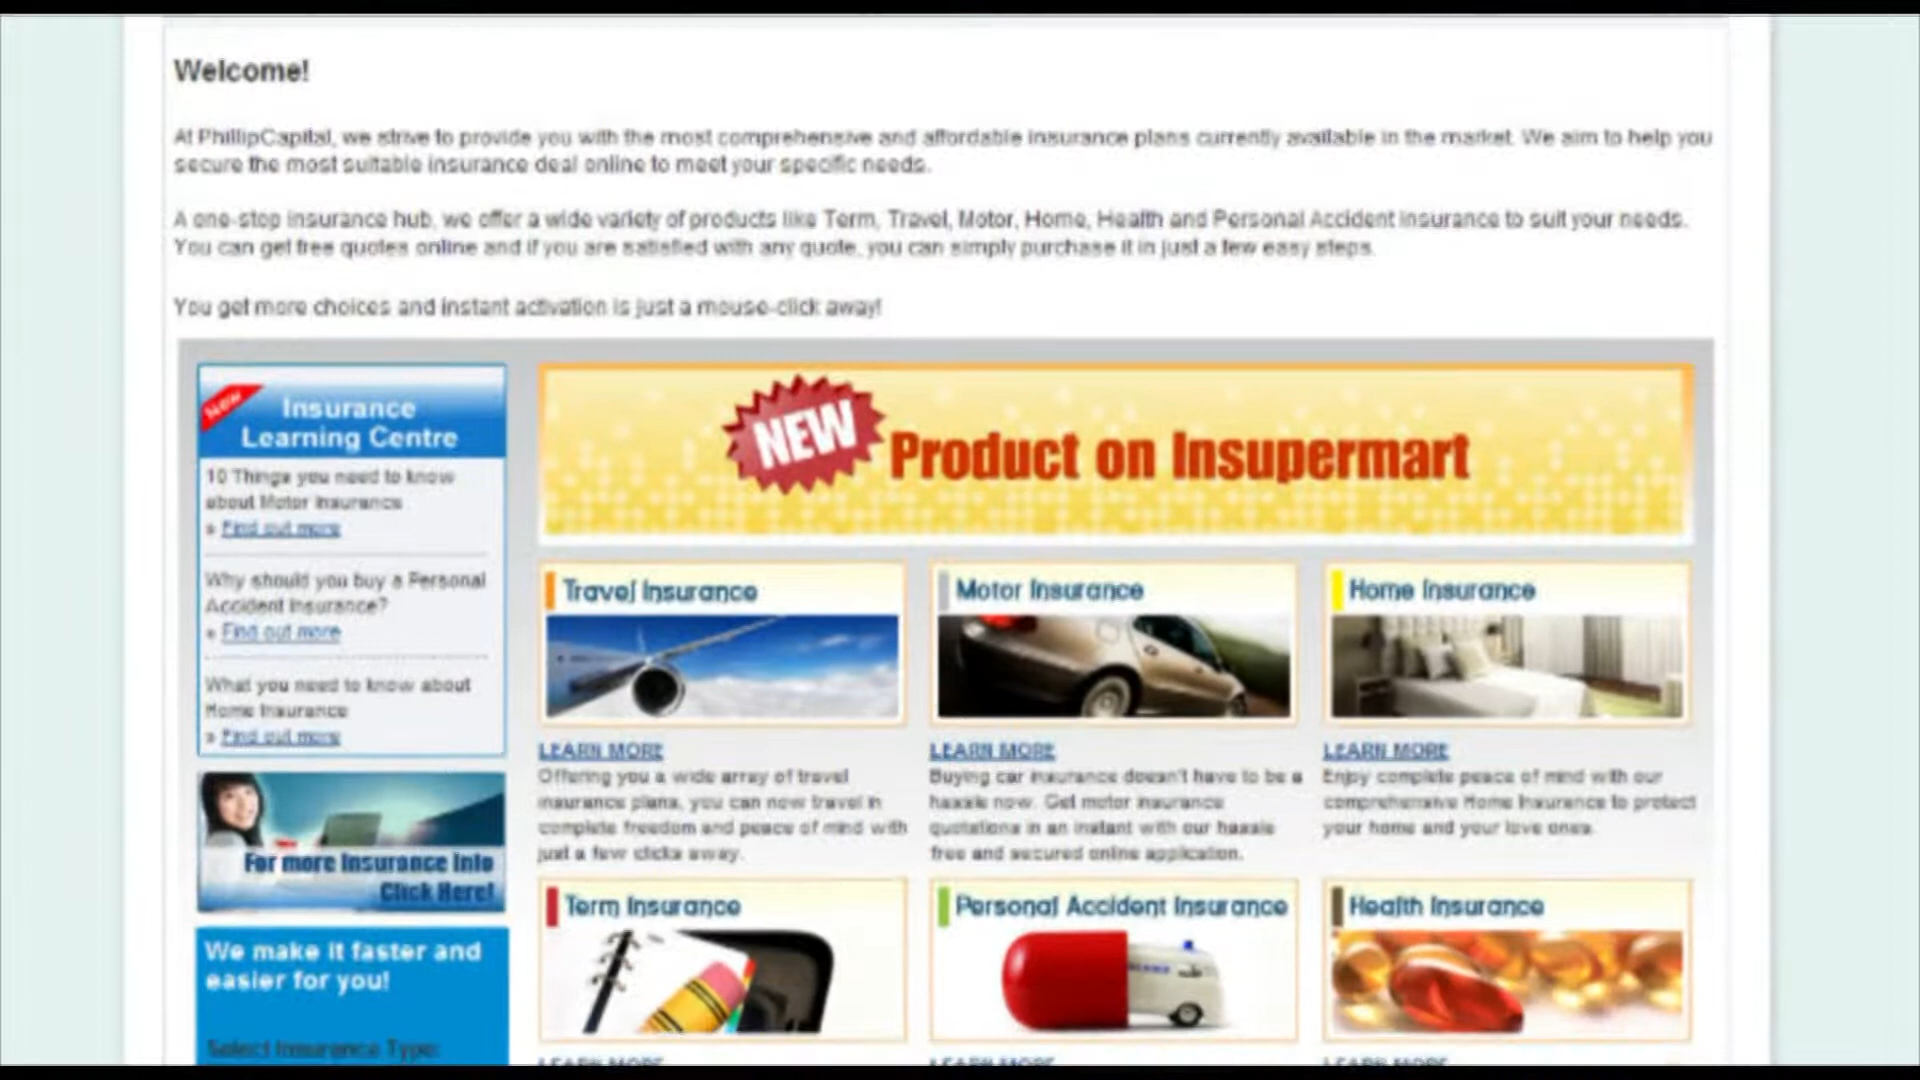 Welcome!
At PhillipCapital, we strive to provide you with the most comprehensive and affordable insurance plans currently available in the market. We aim to help you
secure the most suitable insurance deal online to meet your specific needs.
A one-stop insurance hub, we offer a wide variety of products like Term, Travel, Motor, Home, Health and Personal Accident Insurance to suit your needs.
You can get free quotes online and if you are satisfied with any quote, you can simply purchase it in just a few easy steps.
You get more choices and instant activation is just a mouse-click away!
New
Insurance
Learning Centre
10 Things you need to know
about Motor Insurance
» Find out more
Why should you buy a Personal
Accident Insurance?
» Find out more
What you need to know about
Home Insurance
» Find out more
For more Insurance Info
Click Here!
We make it faster and
easier for you!
Select Insurance Type:
NEW Product on Insupermart
Travel Insurance
LEARN MORE
Offering you a wide array of travel
insurance plans, you can now travel in
complete freedom and peace of mind with
just a few clicks away.
Motor Insurance
LEARN MORE
Buying car insurance doesn't have to be a
hassle now. Get motor insurance
quotations in an instant with our hassle
free and secured online application.
Home Insurance
LEARN MORE
Enjoy complete peace of mind with our
comprehensive Home Insurance to protect
your home and your love ones.
Term Insurance
LEARN MORE
Personal Accident Insurance
LEARN MORE
Health Insurance
LEARN MORE